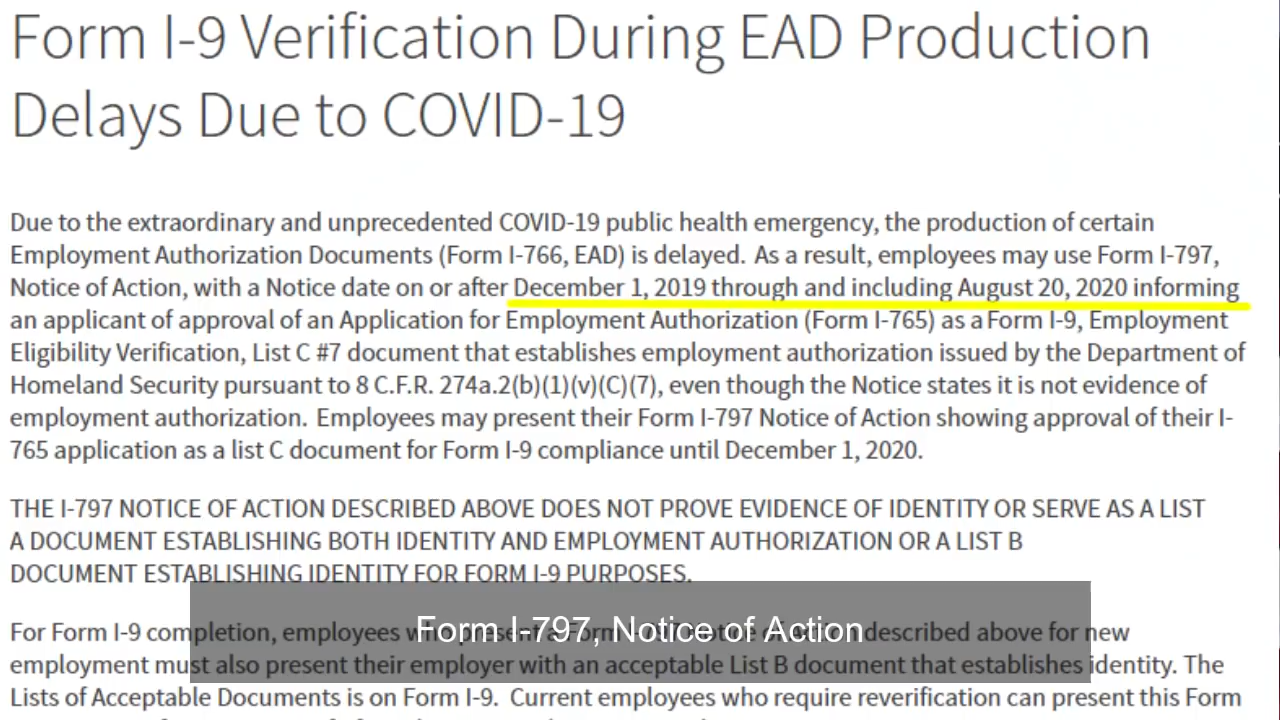 Form I-9 Verification During EAD Production
Delays Due to COVID-19
Due to the extraordinary and unprecedented COVID-19 public health emergency, the production of certain
Employment Authorization Documents (Form I-766, EAD) is delayed. As a result, employees may use Form I-797,
Notice of Action, with a Notice date on or after December 1, 2019 through and including August 20, 2020 informing
an applicant of approval of an Application for Employment Authorization (Form I-765) as a Form I-9, Employment
Eligibility Verification, List C #7 document that establishes employment authorization issued by the Department of
Homeland Security pursuant to 8 C.F.R. 274a.2(b)(1)(v)(C)(7), even though the Notice states it is not evidence of
employment authorization. Employees may present their Form I-797 Notice of Action showing approval of their I-
765 application as a list C document for Form I-9 compliance until December 1, 2020.
THE I-797 NOTICE OF ACTION DESCRIBED ABOVE DOES NOT PROVE EVIDENCE OF IDENTITY OR SERVE AS A LIST
A DOCUMENT ESTABLISHING BOTH IDENTITY AND EMPLOYMENT AUTHORIZATION OR A LIST B
DOCUMENT ESTABLISHING IDENTITY FOR FORM I-9 PURPOSES.
For Form I-9 completion, employees who present a described above for new
Form I-797, Notice of Action
employment must also present their employer with an acceptable List B document that establishes identity. The
Lists of Acceptable Documents is on Form I-9. Current employees who require reverification can present this Form